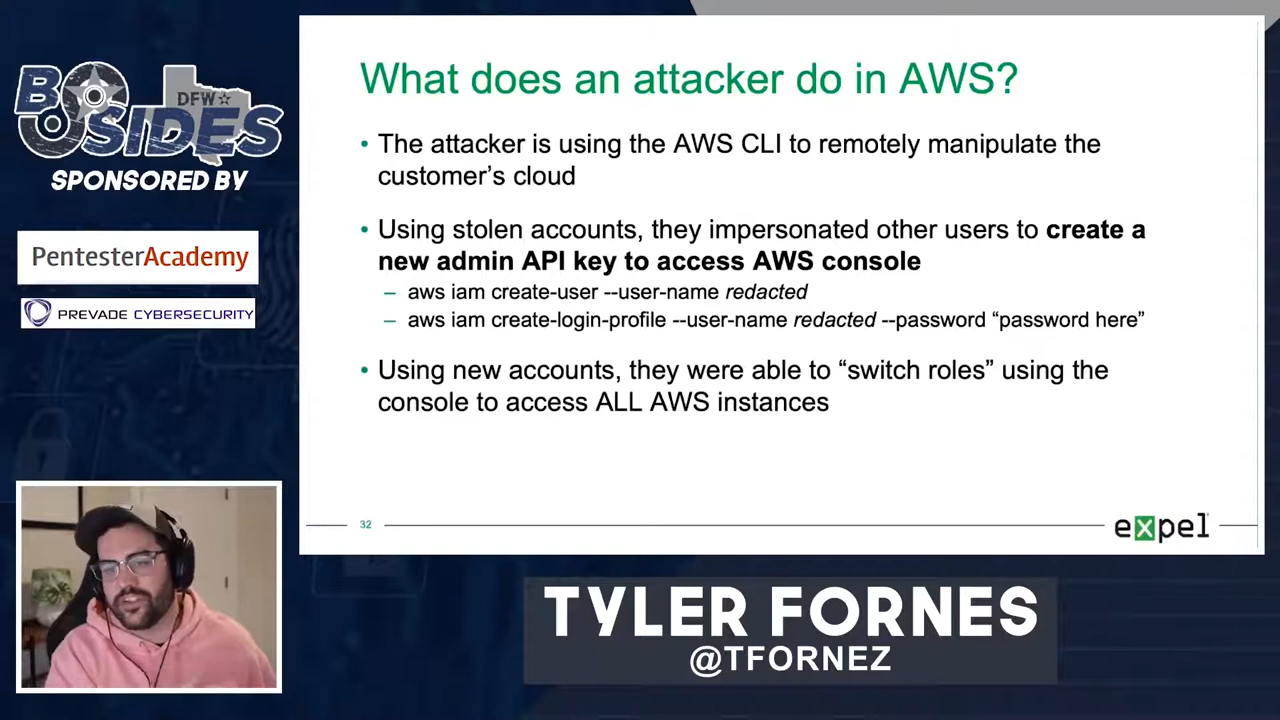 BSIDES
DFW
SPONSORED BY
PentesterAcademy
PREVADE CYBERSECURITY
What does an attacker do in AWS?
• The attacker is using the AWS CLI to remotely manipulate the
customer’s cloud
• Using stolen accounts, they impersonated other users to create a
new admin API key to access AWS console
– aws iam create-user --user-name redacted
– aws iam create-login-profile --user-name redacted --password “password here”
• Using new accounts, they were able to “switch roles” using the
console to access ALL AWS instances
32
expel
TYLER FORNES
@TFORNEZ